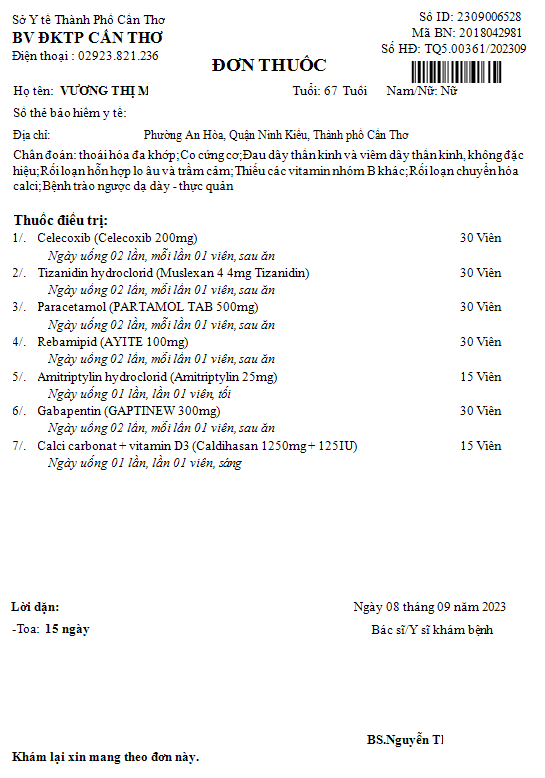 Sở Y tế Thành Phố Cần Thơ
BV ĐKTP CẦN THƠ
Điện thoại : 02923.821.236
Số ID: 2309006528
Mã BN: 2018042981
Số HĐ: TQ5.00361/202309
ĐƠN THUỐC
Họ tên: VƯƠNG THỊ M Tuổi: 67 Tuổi Nam/Nữ: Nữ
Số thẻ bảo hiểm y tế:
Địa chỉ: Phường An Hòa, Quận Ninh Kiều, Thành phố Cần Thơ
Chẩn đoán: thoái hóa đa khớp; Co cứng cơ; Đau dây thần kinh và viêm dây thần kinh, không đặc
hiệu; Rối loạn hỗn hợp lo âu và trầm cảm; Thiếu các vitamin nhóm B khác; Rối loạn chuyển hóa
calci; Bệnh trào ngược dạ dày - thực quản
Thuốc điều trị:
1/. Celecoxib (Celecoxib 200mg) 30 Viên
Ngày uống 02 lần, mỗi lần 01 viên, sau ăn
2/. Tizanidin hydroclorid (Muslexan 4 4mg Tizanidin) 30 Viên
Ngày uống 02 lần, mỗi lần 01 viên, sau ăn
3/. Paracetamol (PARTAMOL TAB 500mg) 30 Viên
Ngày uống 02 lần, mỗi lần 01 viên, sau ăn
4/. Rebamipid (AYITE 100mg) 30 Viên
Ngày uống 02 lần, mỗi lần 01 viên, sau ăn
5/. Amitriptylin hydroclorid (Amitriptylin 25mg) 15 Viên
Ngày uống 01 lần, lần 01 viên, tối
6/. Gabapentin (GAPTINEW 300mg) 30 Viên
Ngày uống 02 lần, mỗi lần 01 viên, sau ăn
7/. Calci carbonat + vitamin D3 (Caldihasan 1250mg + 125IU) 15 Viên
Ngày uống 01 lần, lần 01 viên, sáng
Lời dặn: Ngày 08 tháng 09 năm 2023
-Toa: 15 ngày Bác sĩ/Y sĩ khám bệnh
BS.Nguyễn
Khám lại xin mang theo đơn này.